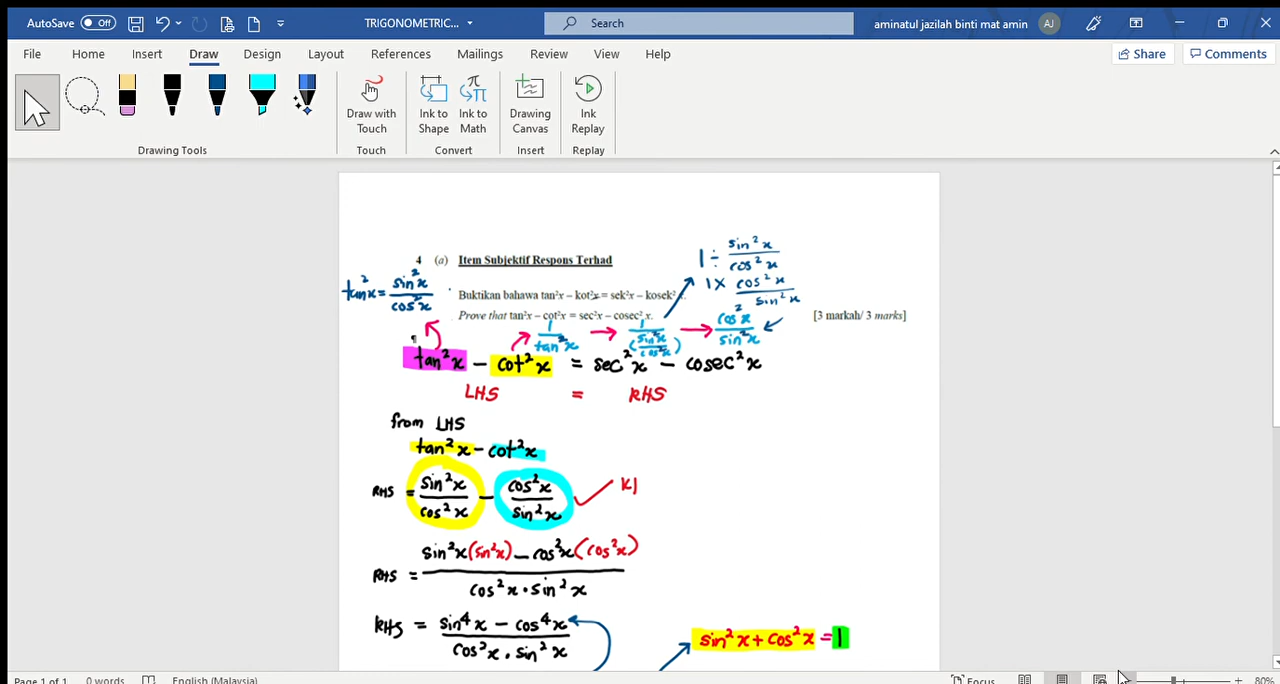 AutoSave Off TRIGONOMETRIC... Search aminatul jazilah binti mat amin AJ
File Home Insert Draw Design Layout References Mailings Review View Help Share Comments
Draw with Touch
Ink to Shape
Ink to Math
Drawing Canvas
Ink Replay
Drawing Tools Touch Convert Insert Replay
4 (a) Item Subjektif Respons Terhad
1 ÷ sin²x/cos²x
1 × cos²x/sin²x
tan²x = sin²x/cos²x
Buktikan bahawa tan²x – kot²x = sek²x – kosek²x.
Prove that tan²x – cot²x = sec²x – cosec²x. [3 markah/ 3 marks]
1/tan²x → 1/(sin²x/cos²x) → cos²x/sin²x
tan²x – cot²x = sec²x – cosec²x
LHS = RHS
from LHS
tan²x – cot²x
RHS = sin²x/cos²x – cos²x/sin²x K1
RHS = sin²x(sin²x) – cos²x(cos²x) / cos²x · sin²x
RHS = sin⁴x – cos⁴x / cos²x · sin²x
sin²x + cos²x = 1
Page 1 of 1 0 words English (Malaysia) Focus 80%